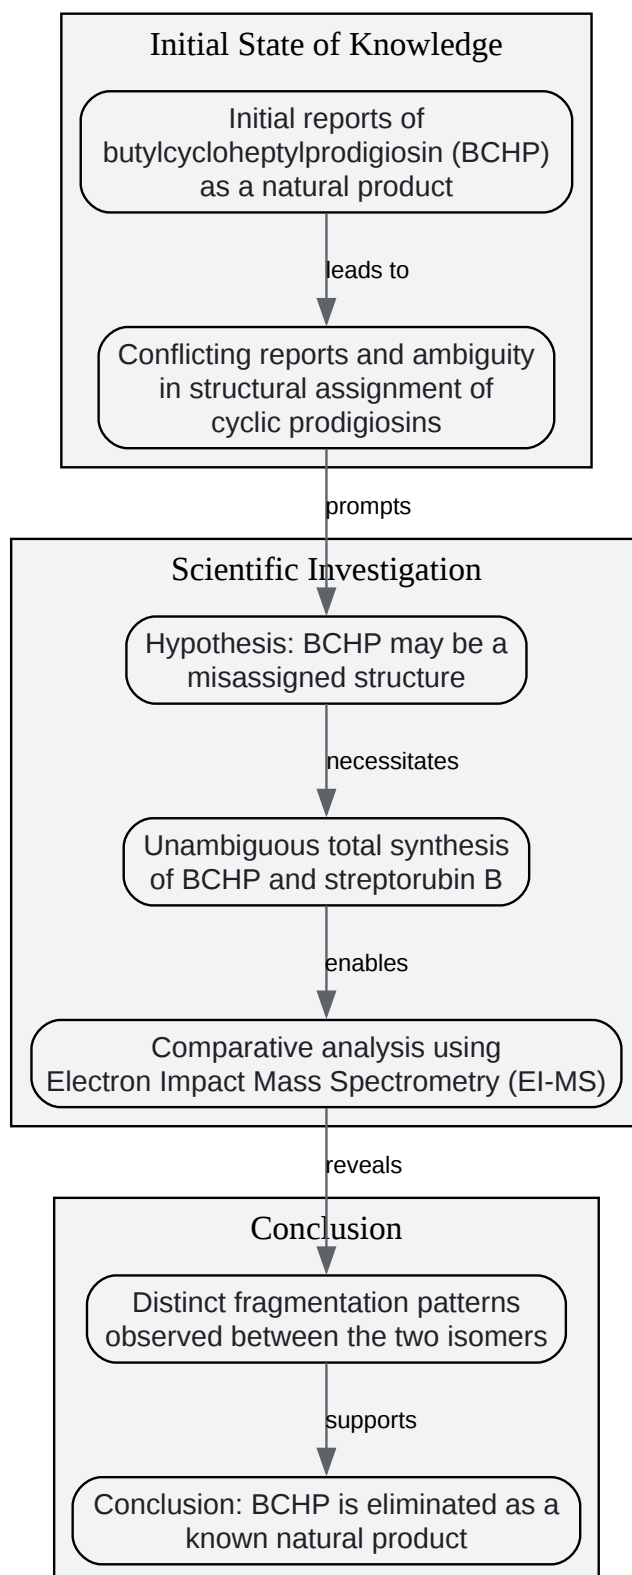 Initial State of Knowledge
Initial reports of
butylcycloheptylprodigiosin (BCHP)
as a natural product
leads to
Conflicting reports and ambiguity
in structural assignment of
cyclic prodigiosins
prompts
Scientific Investigation
Hypothesis: BCHP may be a
misassigned structure
necessitates
Unambiguous total synthesis
of BCHP and streptorubin B
enables
Comparative analysis using
Electron Impact Mass Spectrometry (EI-MS)
reveals
Conclusion
Distinct fragmentation patterns
observed between the two isomers
supports
Conclusion: BCHP is eliminated as a
known natural product